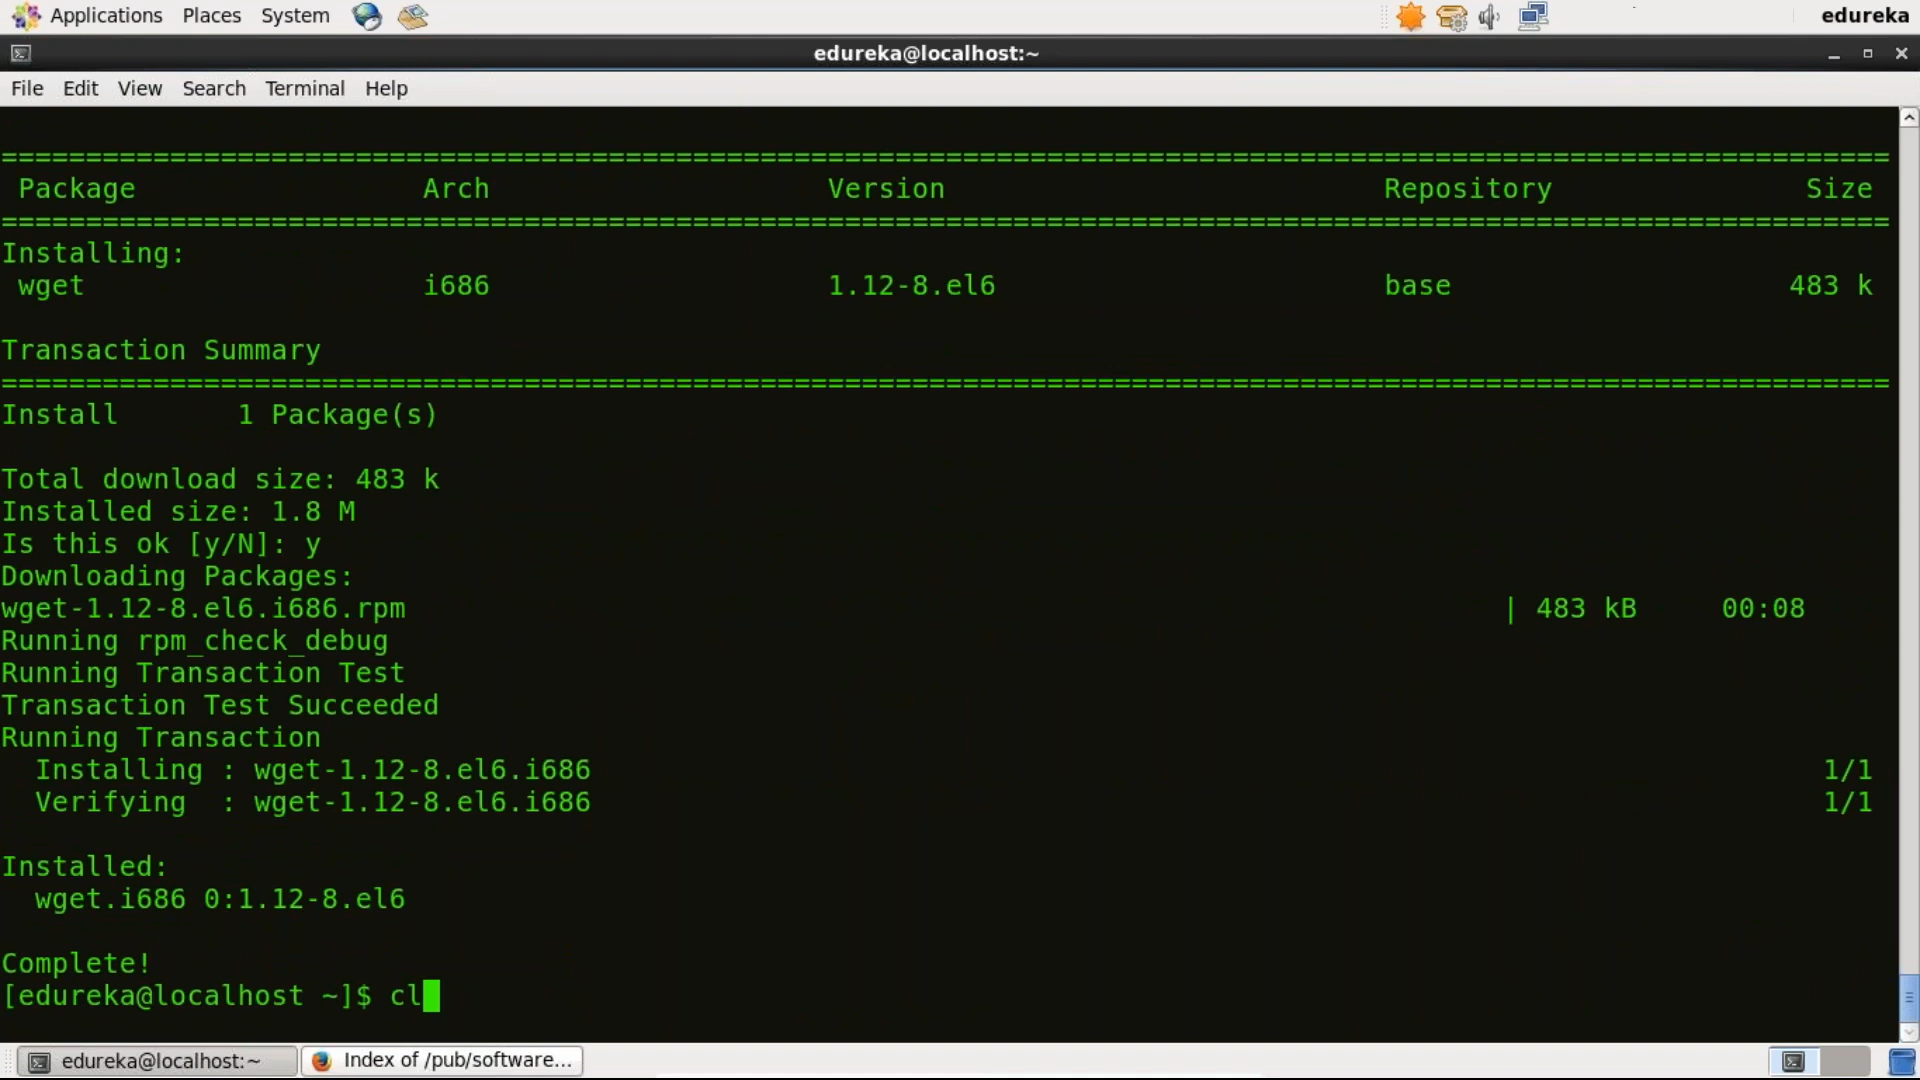 Applications Places System edureka
edureka@localhost:~
File Edit View Search Terminal Help
================================================================================================================
Package Arch Version Repository Size
================================================================================================================
Installing:
wget i686 1.12-8.el6 base 483 k
Transaction Summary
================================================================================================================
Install 1 Package(s)
Total download size: 483 k
Installed size: 1.8 M
Is this ok [y/N]: y
Downloading Packages:
wget-1.12-8.el6.i686.rpm | 483 kB 00:08
Running rpm_check_debug
Running Transaction Test
Transaction Test Succeeded
Running Transaction
Installing : wget-1.12-8.el6.i686 1/1
Verifying : wget-1.12-8.el6.i686 1/1
Installed:
wget.i686 0:1.12-8.el6
Complete!
[edureka@localhost ~]$ cl
edureka@localhost:~ Index of /pub/software...